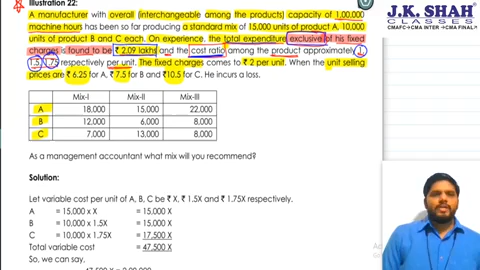 Illustration 22:
J.K. SHAH
CLASSES
CMAFC • CMA INTER • CMA FINAL
A manufacturer with overall (interchangeable among the products) capacity of 1,00,000
machine hours has been so far producing a standard mix of 15,000 units of product A, 10,000
units of product B and C each. On experience, the total expenditure exclusive of his fixed
charges is found to be ₹ 2.09 lakhs and the cost ratio among the product approximately 1,
1.5, 1.75 respectively per unit. The fixed charges comes to ₹ 2 per unit. When the unit selling
prices are ₹ 6.25 for A, ₹ 7.5 for B and ₹10.5 for C. He incurs a loss.
Mix-I Mix-II Mix-III
A 18,000 15,000 22,000
B 12,000 6,000 8,000
C 7,000 13,000 8,000
As a management accountant what mix will you recommend?
Solution:
Let variable cost per unit of A, B, C be ₹ X, ₹ 1.5X and ₹ 1.75X respectively.
A = 15,000 x X = 15,000 X
B = 10,000 x 1.5X = 15,000 X
C = 10,000 x 1.75X = 17,500 X
Total variable cost = 47,500 X
So, we can say.